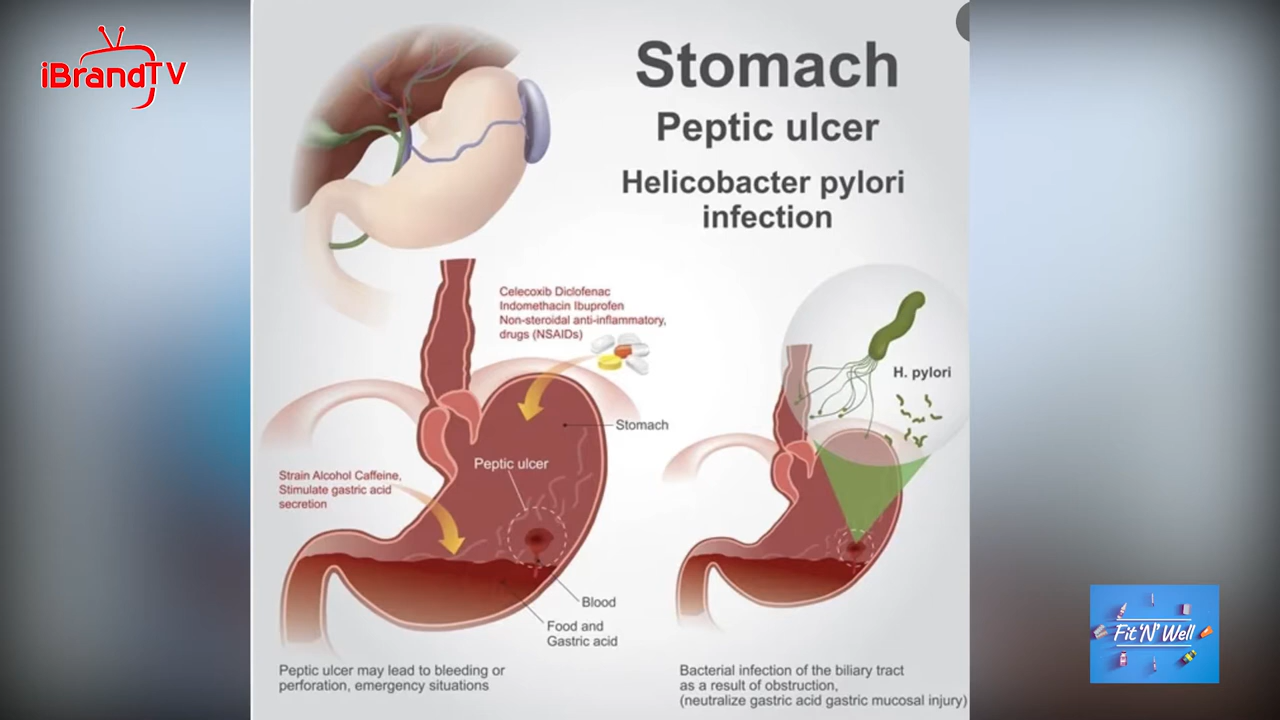 iBrandTV
Stomach
Peptic ulcer
Helicobacter pylori
infection
Celecoxib Diclofenac
Indomethacin Ibuprofen
Non-steroidal anti-inflammatory,
drugs (NSAIDs)
H. pylori
Stomach
Peptic ulcer
Strain Alcohol Caffeine,
Stimulate gastric acid
secretion
Blood
Food and
Gastric acid
Fit 'N' Well
Peptic ulcer may lead to bleeding or
perforation, emergency situations
Bacterial infection of the biliary tract
as a result of obstruction,
(neutralize gastric acid gastric mucosal injury)